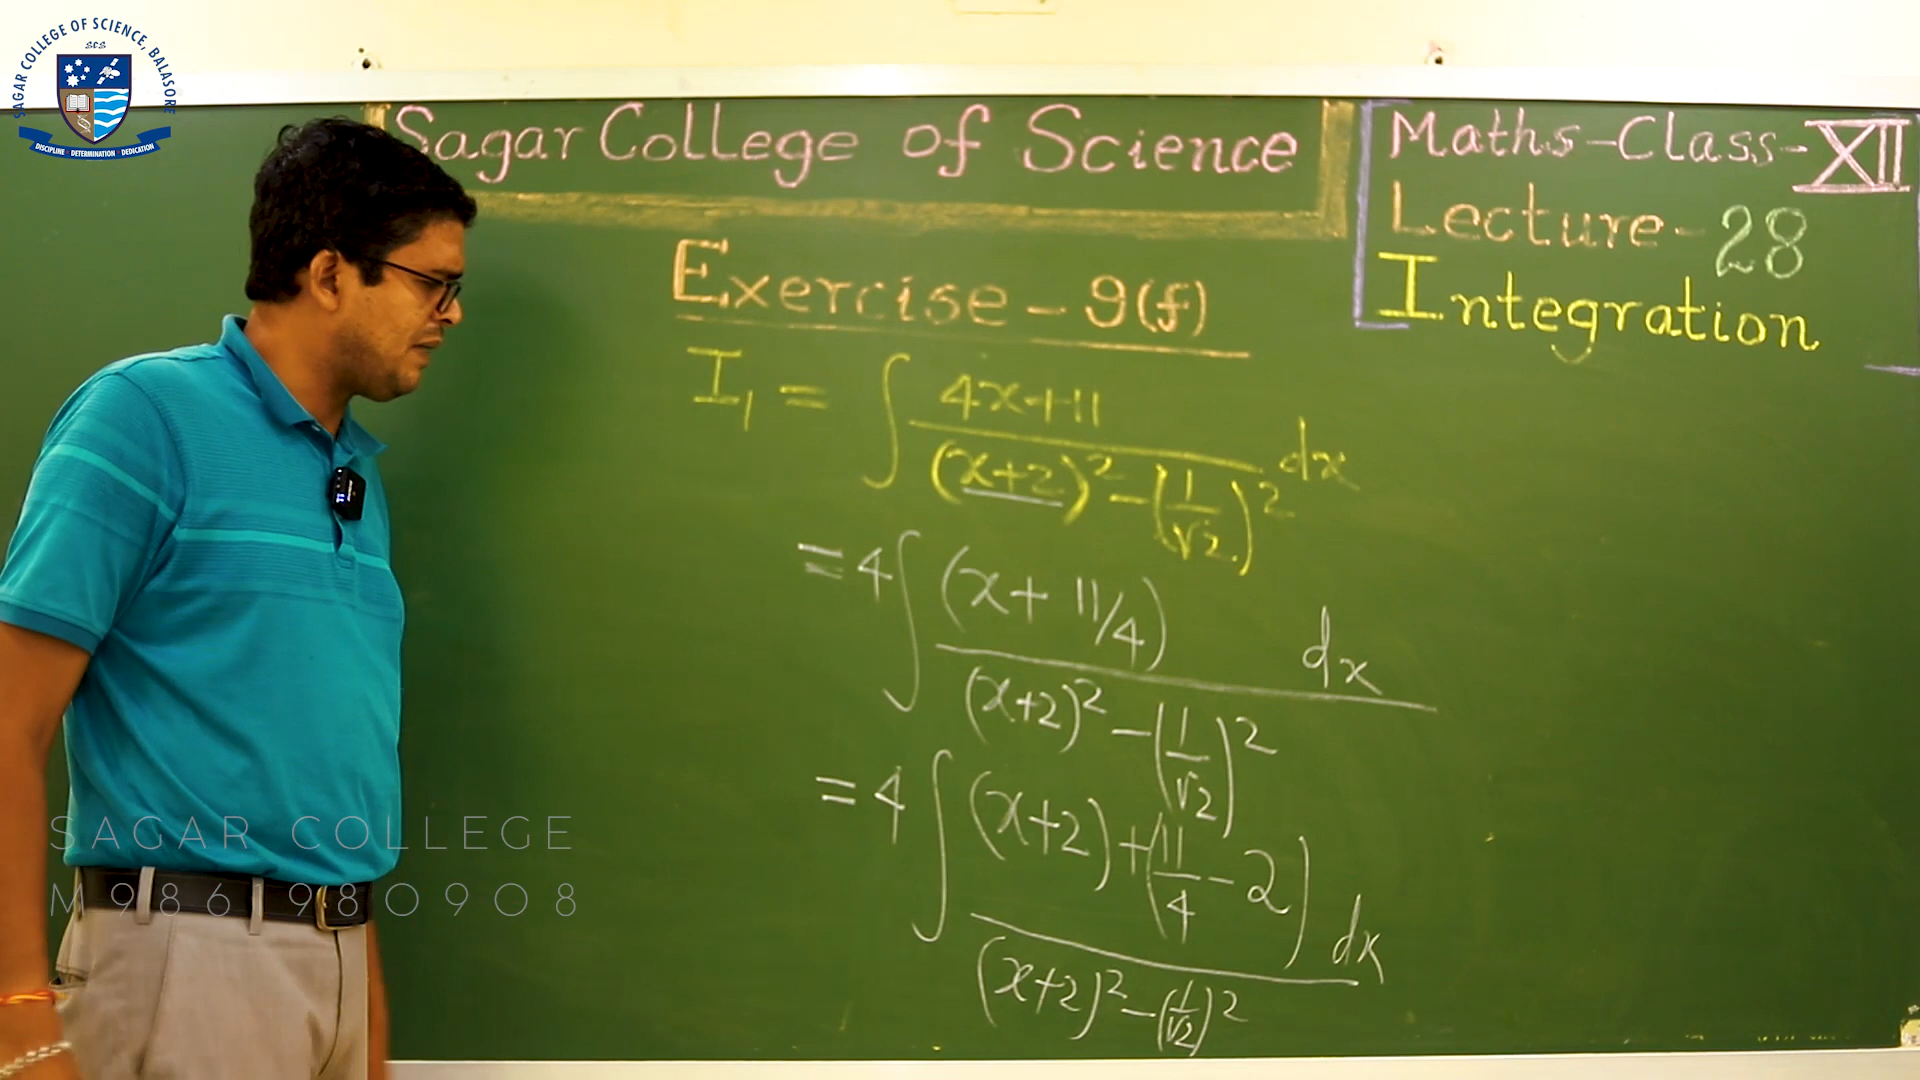 SAGAR COLLEGE OF SCIENCE, BALASORE
SCS
DISCIPLINE DETERMINATION DEDICATION
Sagar College of Science
Maths-Class-XII
Lecture-28
Integration
Exercise-9(f)
I₁ = ∫ (4x+11) / ((x+2)² - (1/√2)²) dx
= 4∫ (x + 11/4) / ((x+2)² - (1/√2)²) dx
= 4∫ ((x+2) + (11/4 - 2)) / ((x+2)² - (1/√2)²) dx
SAGAR COLLEGE
M9861980908